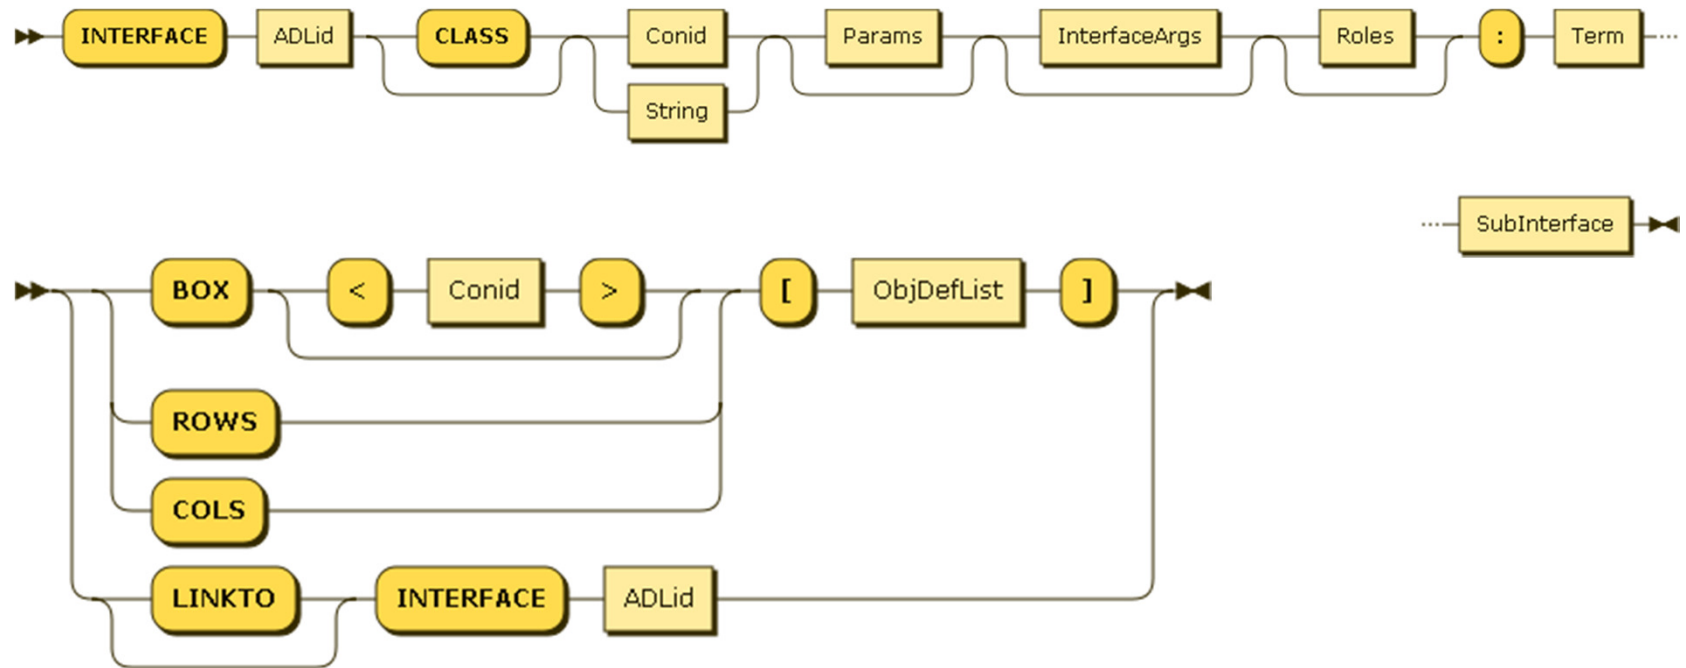 INTERFACE ADLid CLASS Conid Params InterfaceArgs Roles : Term
String
SubInterface
BOX < Conid > [ ObjDefList ]
ROWS
COLS
LINKTO INTERFACE ADLid